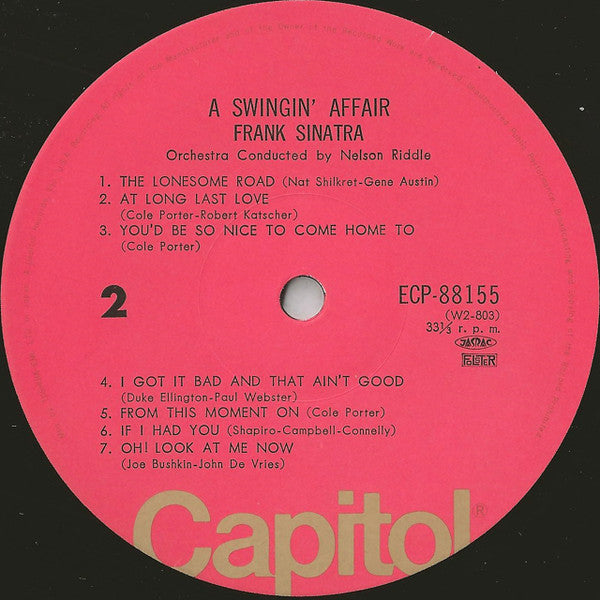 A SWINGIN' AFFAIR
FRANK SINATRA
Orchestra Conducted by Nelson Riddle
1. THE LONESOME ROAD (Nat Shilkret-Gene Austin)
2. AT LONG LAST LOVE
(Cole Porter-Robert Katscher)
3. YOU'D BE SO NICE TO COME HOME TO
(Cole Porter)
2
ECP-88155
(W2-803)
33⅓ r. p. m.
JASRAC
4. I GOT IT BAD AND THAT AIN'T GOOD
(Duke Ellington-Paul Webster)
5. FROM THIS MOMENT ON (Cole Porter)
6. IF I HAD YOU (Shapiro-Campbell-Connelly)
7. OH! LOOK AT ME NOW
(Joe Bushkin-John De Vries)
Capitol®